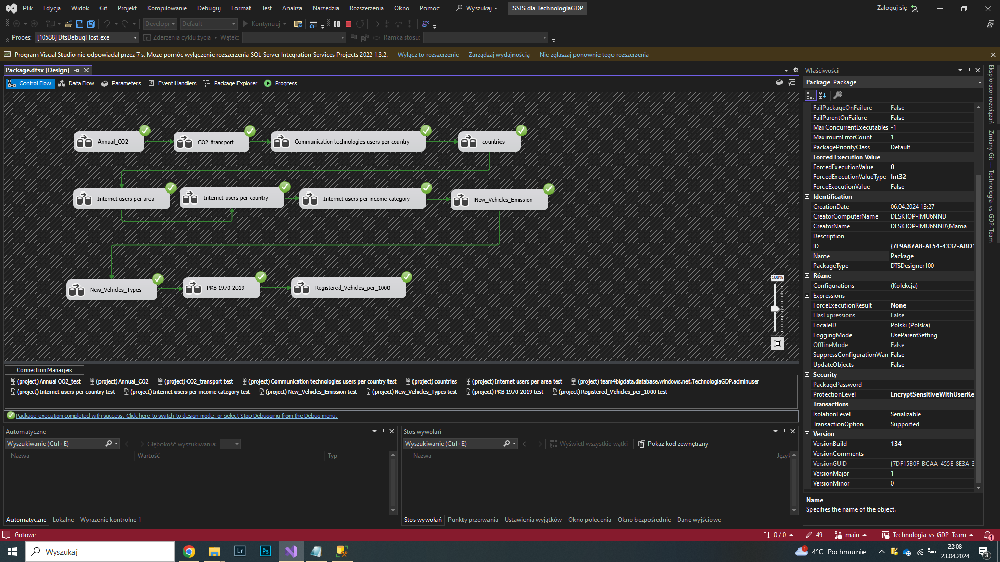 Plik Edycja Widok Git Projekt Kompilowanie Debuguj Format Test Analiza Narzędzia Rozszerzenia Okno Pomoc Wyszukaj SSIS dla TechnologiaGDP Zaloguj się
Default Kontynuuj
Proces: [10588] DtsDebugHost.exe Zdarzenia cyklu życia Wątek: Ramka stosu:
Program Visual Studio nie odpowiadał przez 7 s. Może pomóc wyłączenie rozszerzenia SQL Server Integration Services Projects 2022 1.3.2. Wyłącz to rozszerzenie Zarządzaj wydajnością Nie zgłaszaj ponownie tego rozszerzenia
Package.dtsx [Design]
Control Flow Data Flow Parameters Event Handlers Package Explorer Progress
Annual_CO2 CO2_transport Communication technologies users per country countries
Internet users per area Internet users per country Internet users per income category New_Vehicles_Emission
New_Vehicles_Types PKB 1970-2019 Registered_Vehicles_per_1000
100%
Connection Managers
(project) Annual CO2_test (project) Annual_CO2 (project) CO2_transport test (project) Communication technologies users per country test (project) countries (project) Internet users per area test (project) team4bigdata.database.windows.net.TechnologiaGDP.adminuser
(project) Internet users per country test (project) Internet users per income category test (project) New_Vehicles_Emission test (project) New_Vehicles_Types test (project) PKB 1970-2019 test (project) Registered_Vehicles_per_1000 test
Package execution completed with success. Click here to switch to design mode, or select Stop Debugging from the Debug menu.
Automatyczne
Wyszukiwanie (Ctrl+E) Głębokość wyszukiwania:
Nazwa Wartość Typ
Automatyczne Lokalne Wyrażenie kontrolne 1
Stos wywołań
Wyszukiwanie (Ctrl+E) Wyświetl wszystkie wątki Pokaż kod zewnętrzny
Nazwa Język
Stos wywołań Punkty przerwania Ustawienia wyjątków Okno polecenia Okno bezpośrednie Dane wyjściowe
Właściwości
Package Package
FailPackageOnFailure False
FailParentOnFailure False
MaxConcurrentExecutables -1
MaximumErrorCount 1
PackagePriorityClass Default
Forced Execution Value
ForcedExecutionValue 0
ForcedExecutionValueType Int32
ForceExecutionValue False
Identification
CreationDate 06.04.2024 13:27
CreatorComputerName DESKTOP-IMU6NND
CreatorName DESKTOP-IMU6NND\Mama
Description
ID {7E9A87A8-AE54-4332-ABD1
Name Package
PackageType DTSDesigner100
Różne
Configurations (Kolekcja)
Expressions
ForceExecutionResult None
HasExpressions False
LocaleID Polski (Polska)
LoggingMode UseParentSetting
OfflineMode False
SuppressConfigurationWarn False
UpdateObjects False
Security
PackagePassword
ProtectionLevel EncryptSensitiveWithUserKe
Transactions
IsolationLevel Serializable
TransactionOption Supported
Version
VersionBuild 134
VersionComments
VersionGUID {7DF15B0F-BCAA-455E-8E3A-3
VersionMajor 1
VersionMinor 0
Name
Specifies the name of the object.
Eksplorator rozwiązań
Zmiany Git — Technologia-vs-GDP-Team
Gotowe 0 / 0 49 main Technologia-vs-GDP-Team 1
Wyszukaj Lr Ps 1 4°C Pochmurnie 22:08
23.04.2024 3